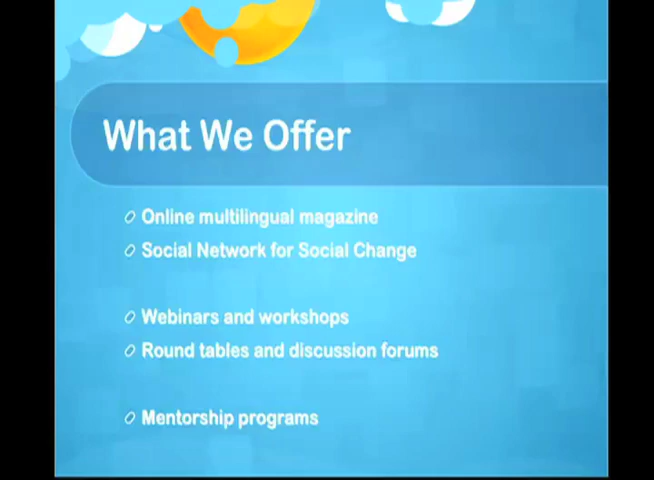 What We Offer
Online multilingual magazine
Social Network for Social Change
Webinars and workshops
Round tables and discussion forums
Mentorship programs